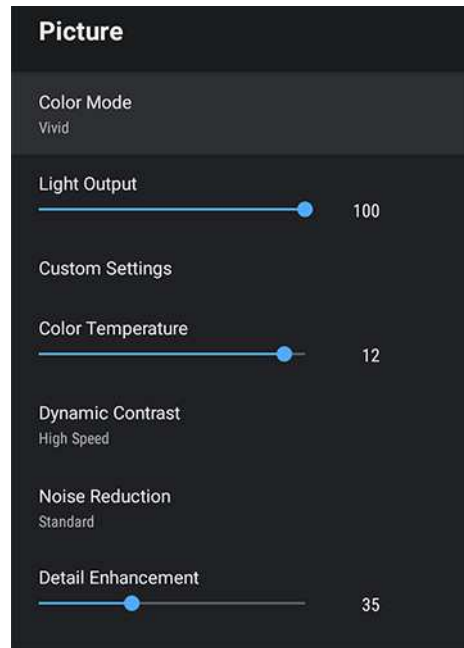 Picture
Color Mode
Vivid
Light Output
100
Custom Settings
Color Temperature
12
Dynamic Contrast
High Speed
Noise Reduction
Standard
Detail Enhancement
35